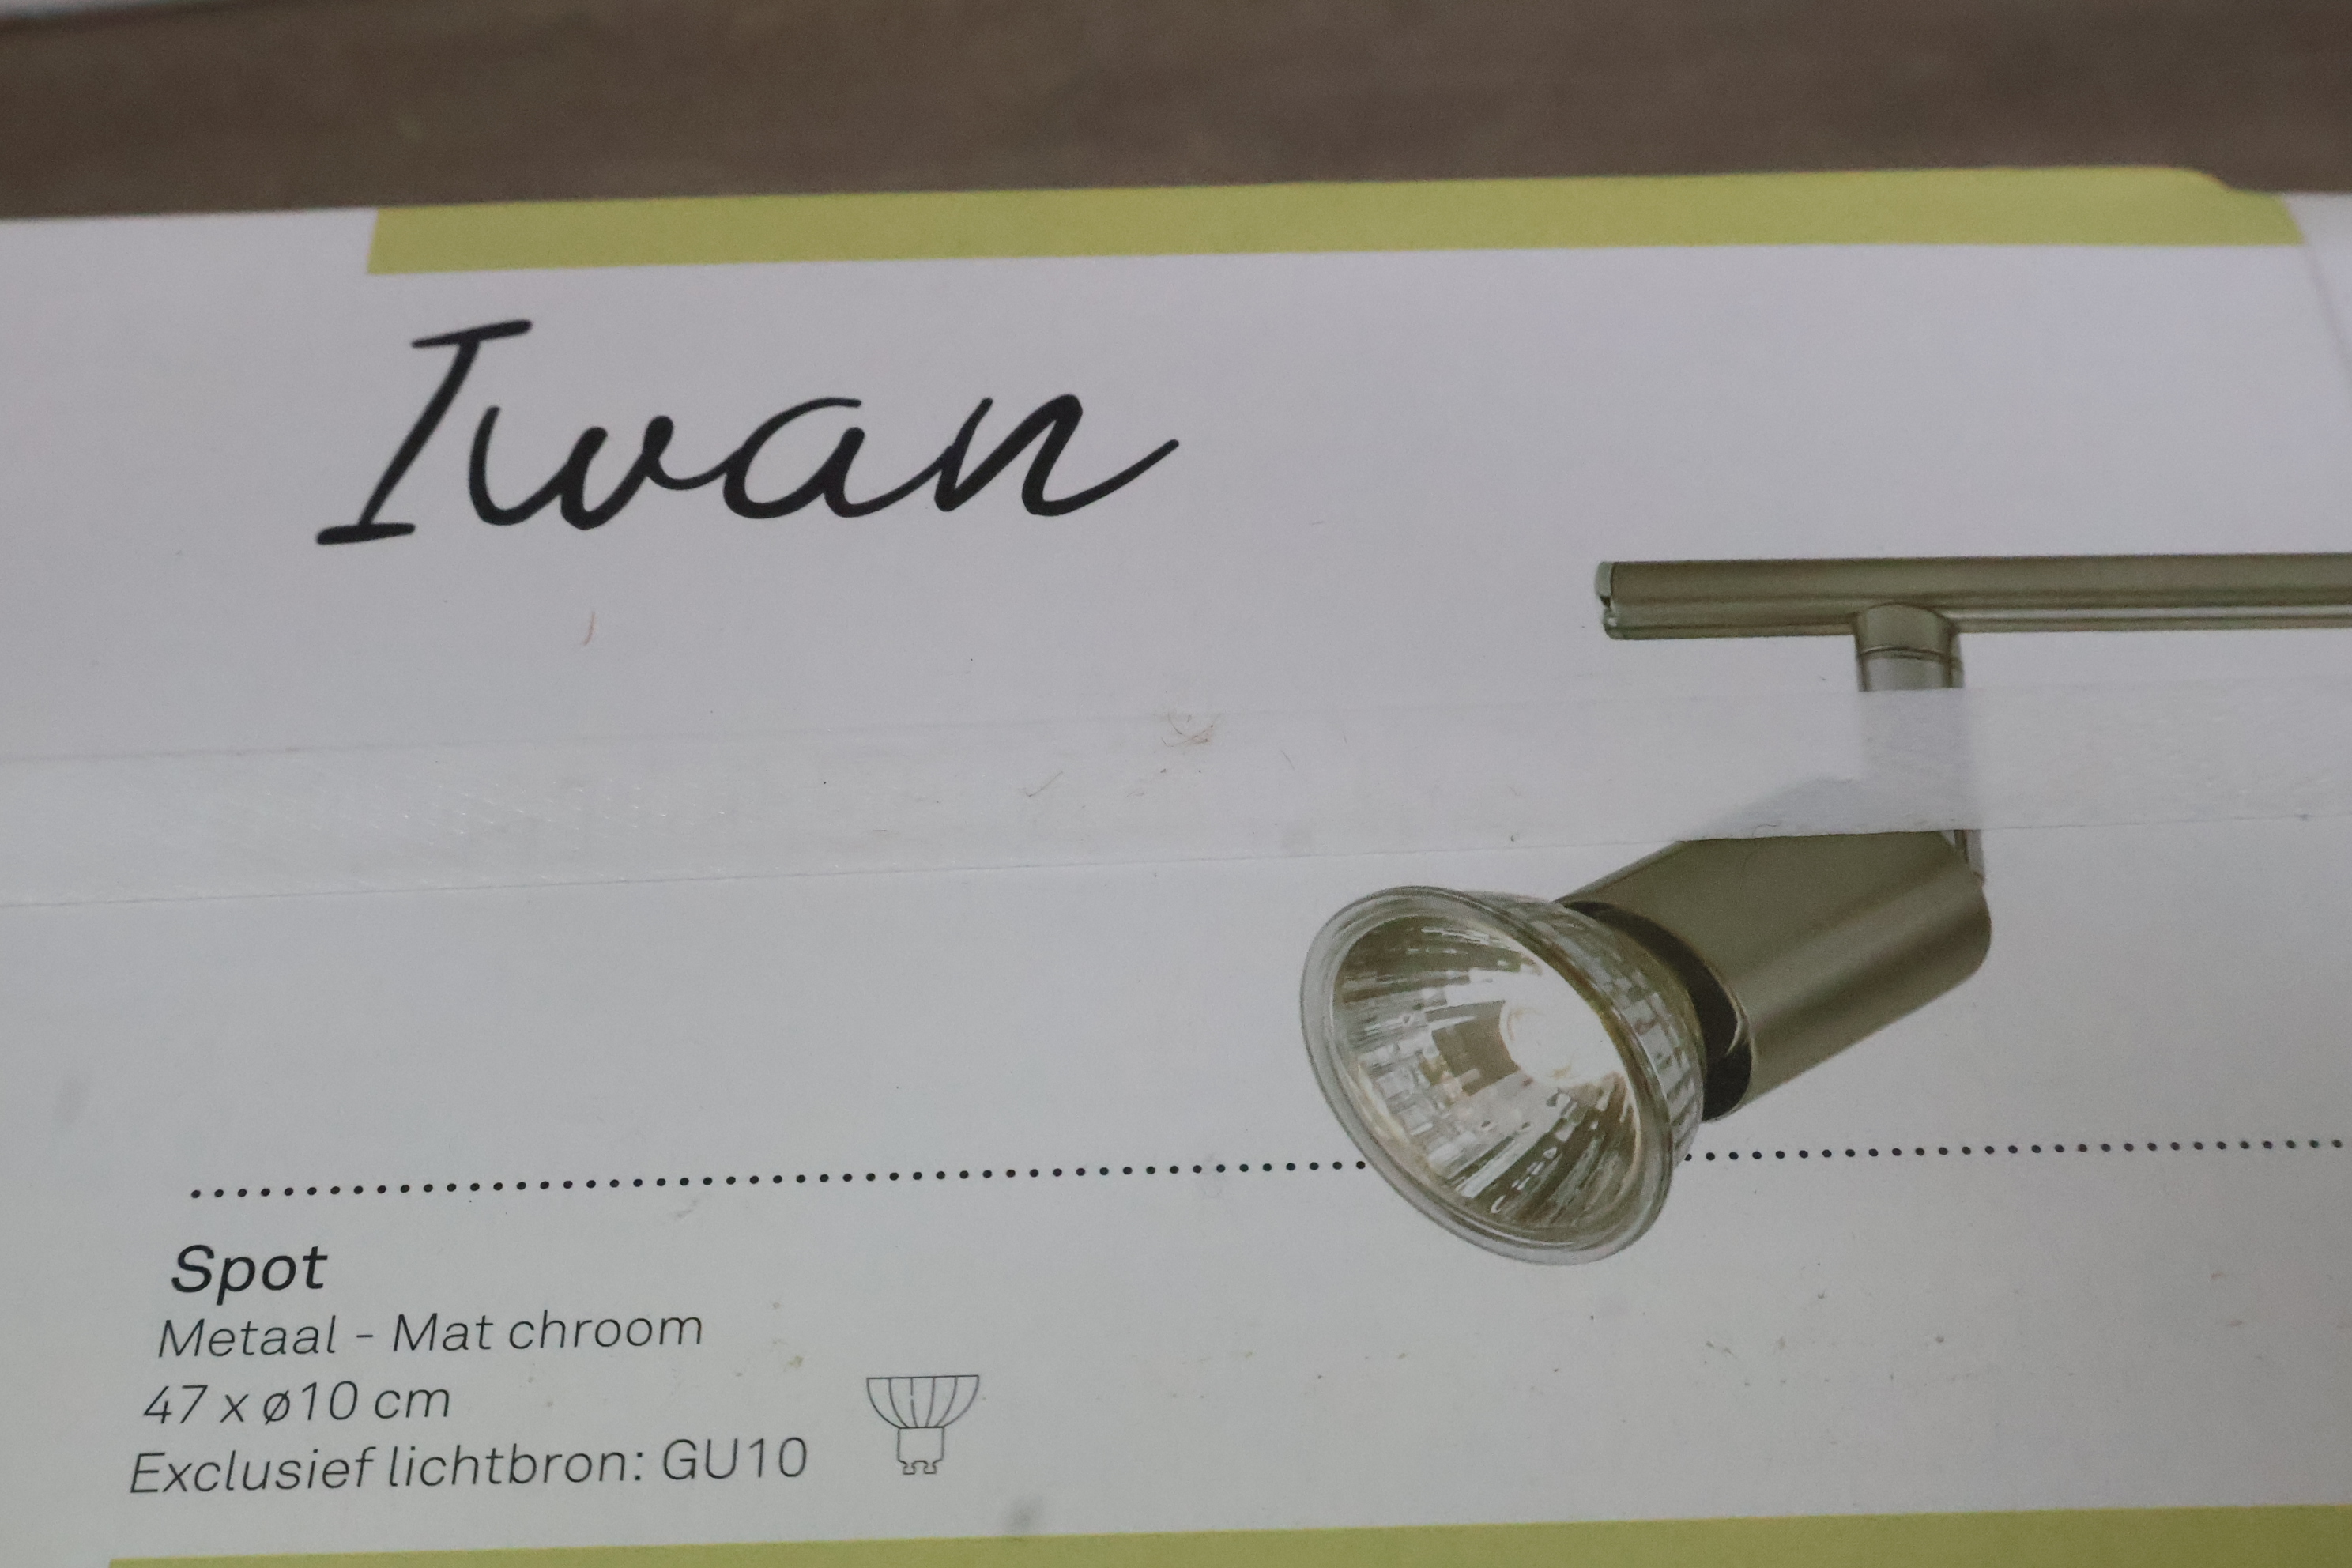 Iwan
Spot
Metaal - Mat chroom
47 x ø10 cm
Exclusief lichtbron: GU10